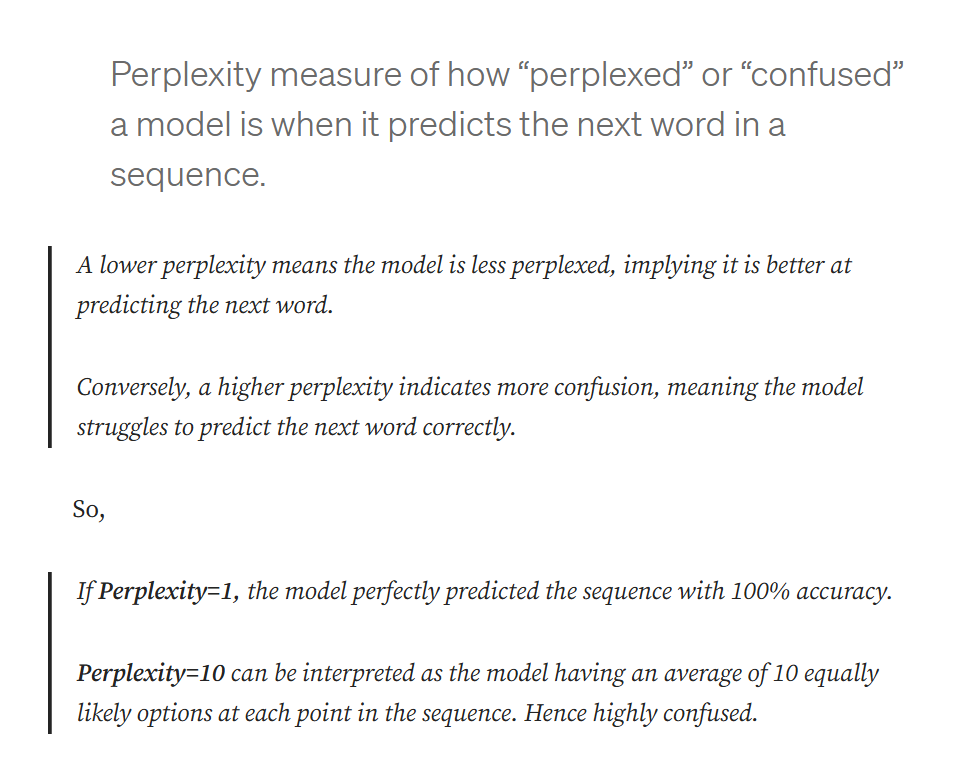 Perplexity measure of how “perplexed” or “confused”
a model is when it predicts the next word in a
sequence.
A lower perplexity means the model is less perplexed, implying it is better at
predicting the next word.
Conversely, a higher perplexity indicates more confusion, meaning the model
struggles to predict the next word correctly.
So,
If Perplexity=1, the model perfectly predicted the sequence with 100% accuracy.
Perplexity=10 can be interpreted as the model having an average of 10 equally
likely options at each point in the sequence. Hence highly confused.